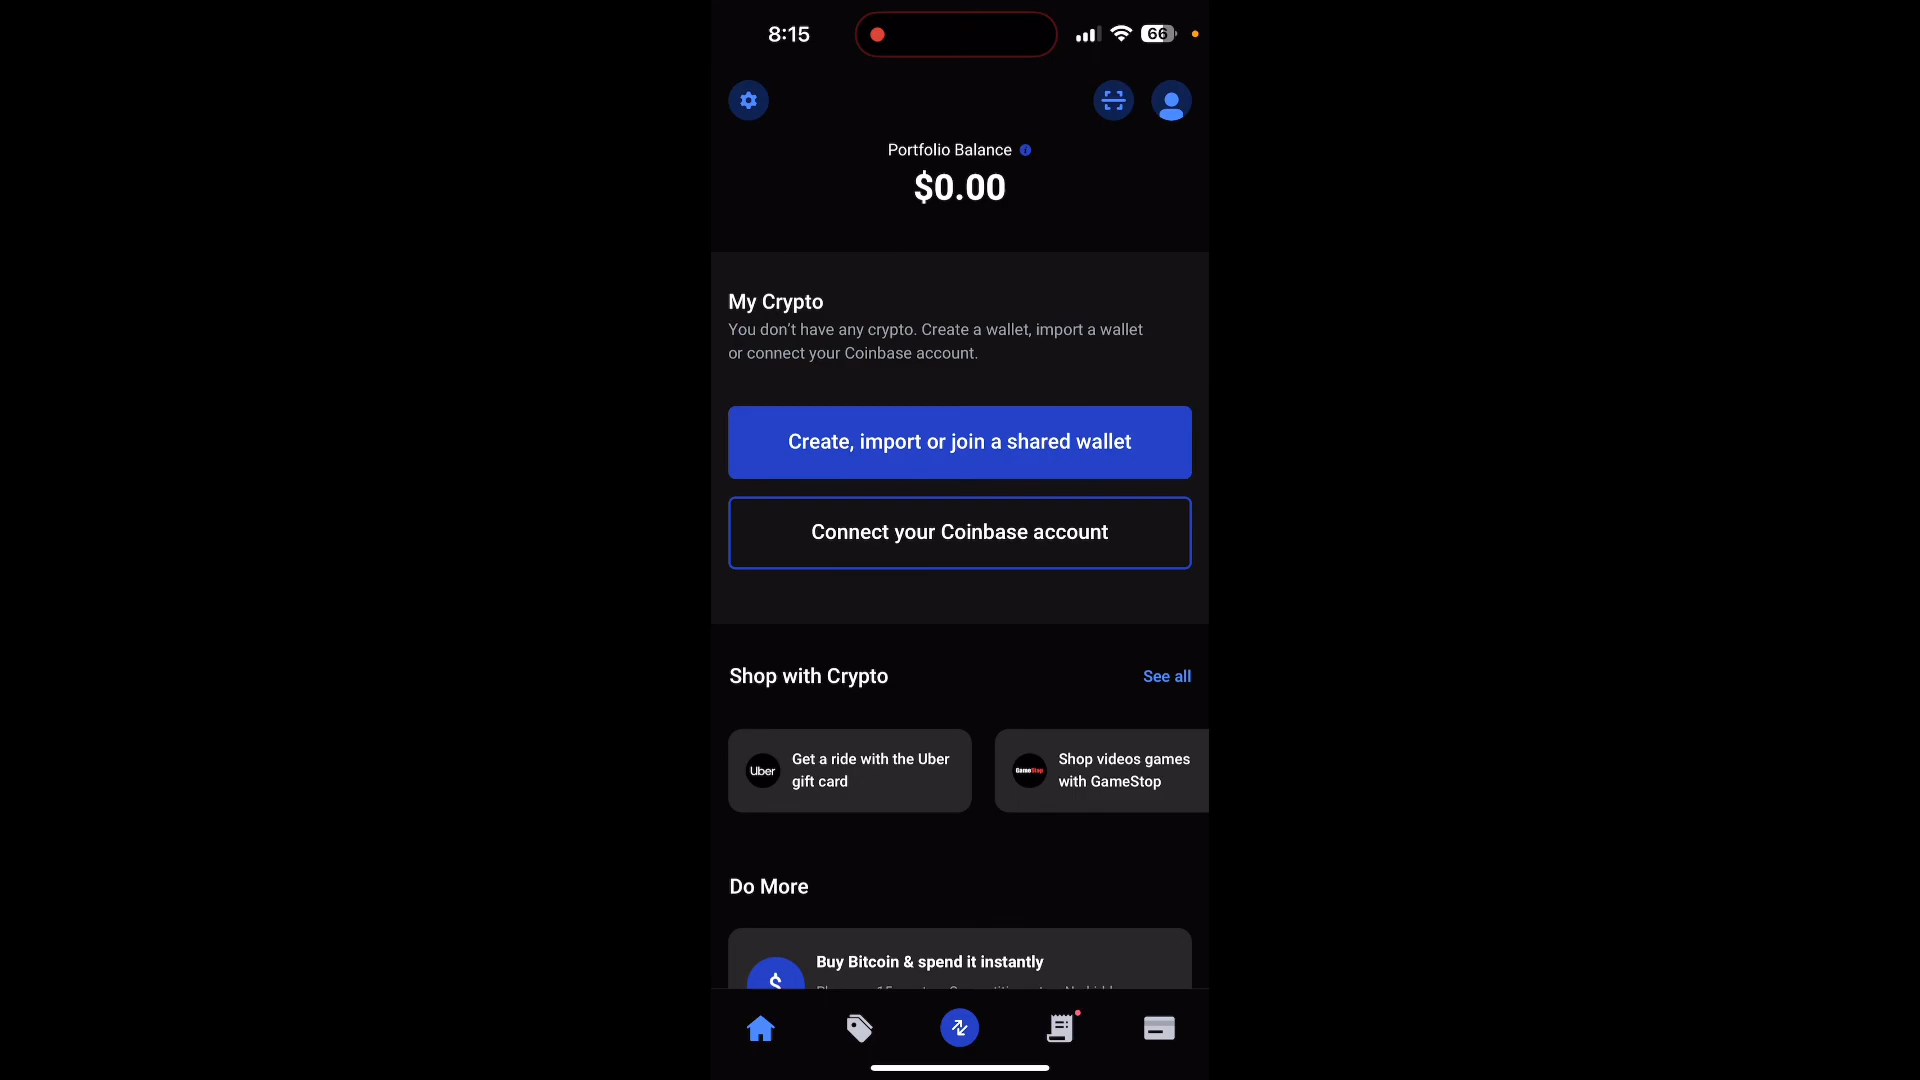 8:15
66
Portfolio Balance
$0.00
My Crypto
You don't have any crypto. Create a wallet, import a wallet
or connect your Coinbase account.
Create, import or join a shared wallet
Connect your Coinbase account
Shop with Crypto
See all
Uber
Get a ride with the Uber
gift card
GameStop
Shop videos games
with GameStop
Do More
$
Buy Bitcoin & spend it instantly